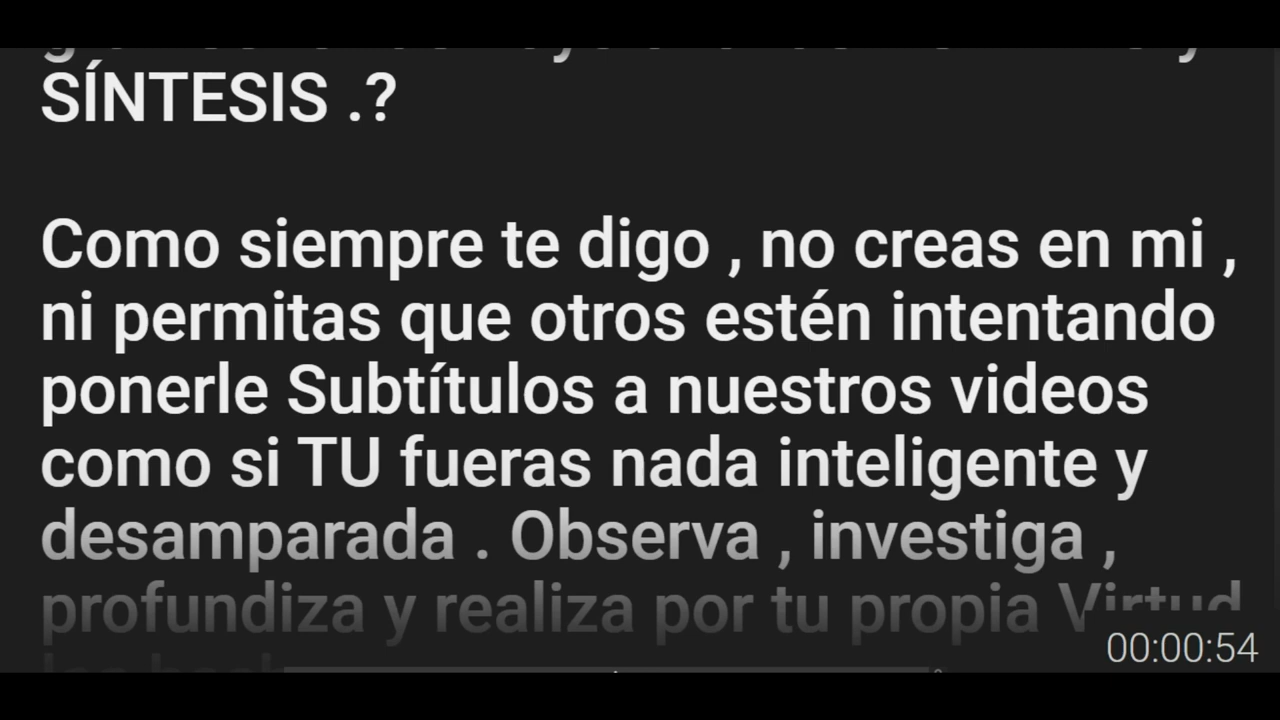 SÍNTESIS .?
Como siempre te digo , no creas en mi ,
ni permitas que otros estén intentando
ponerle Subtítulos a nuestros videos
como si TU fueras nada inteligente y
desamparada . Observa , investiga ,
profundiza y realiza por tu propia Virtud
00:00:54